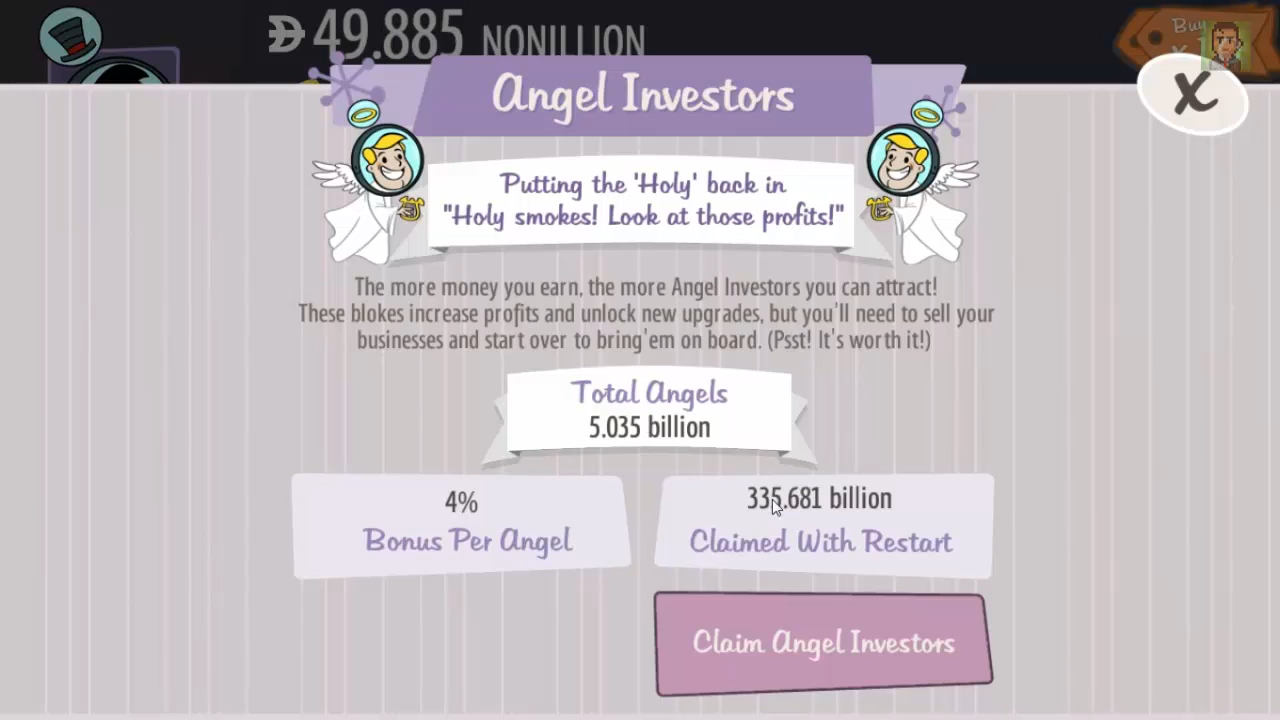 49.885 NONILLION
Buy
x
X
Angel Investors
Putting the 'Holy' back in
"Holy smokes! Look at those profits!"
The more money you earn, the more Angel Investors you can attract!
These blokes increase profits and unlock new upgrades, but you'll need to sell your
businesses and start over to bring'em on board. (Psst! It's worth it!)
Total Angels
5.035 billion
4%
Bonus Per Angel
335.681 billion
Claimed With Restart
Claim Angel Investors